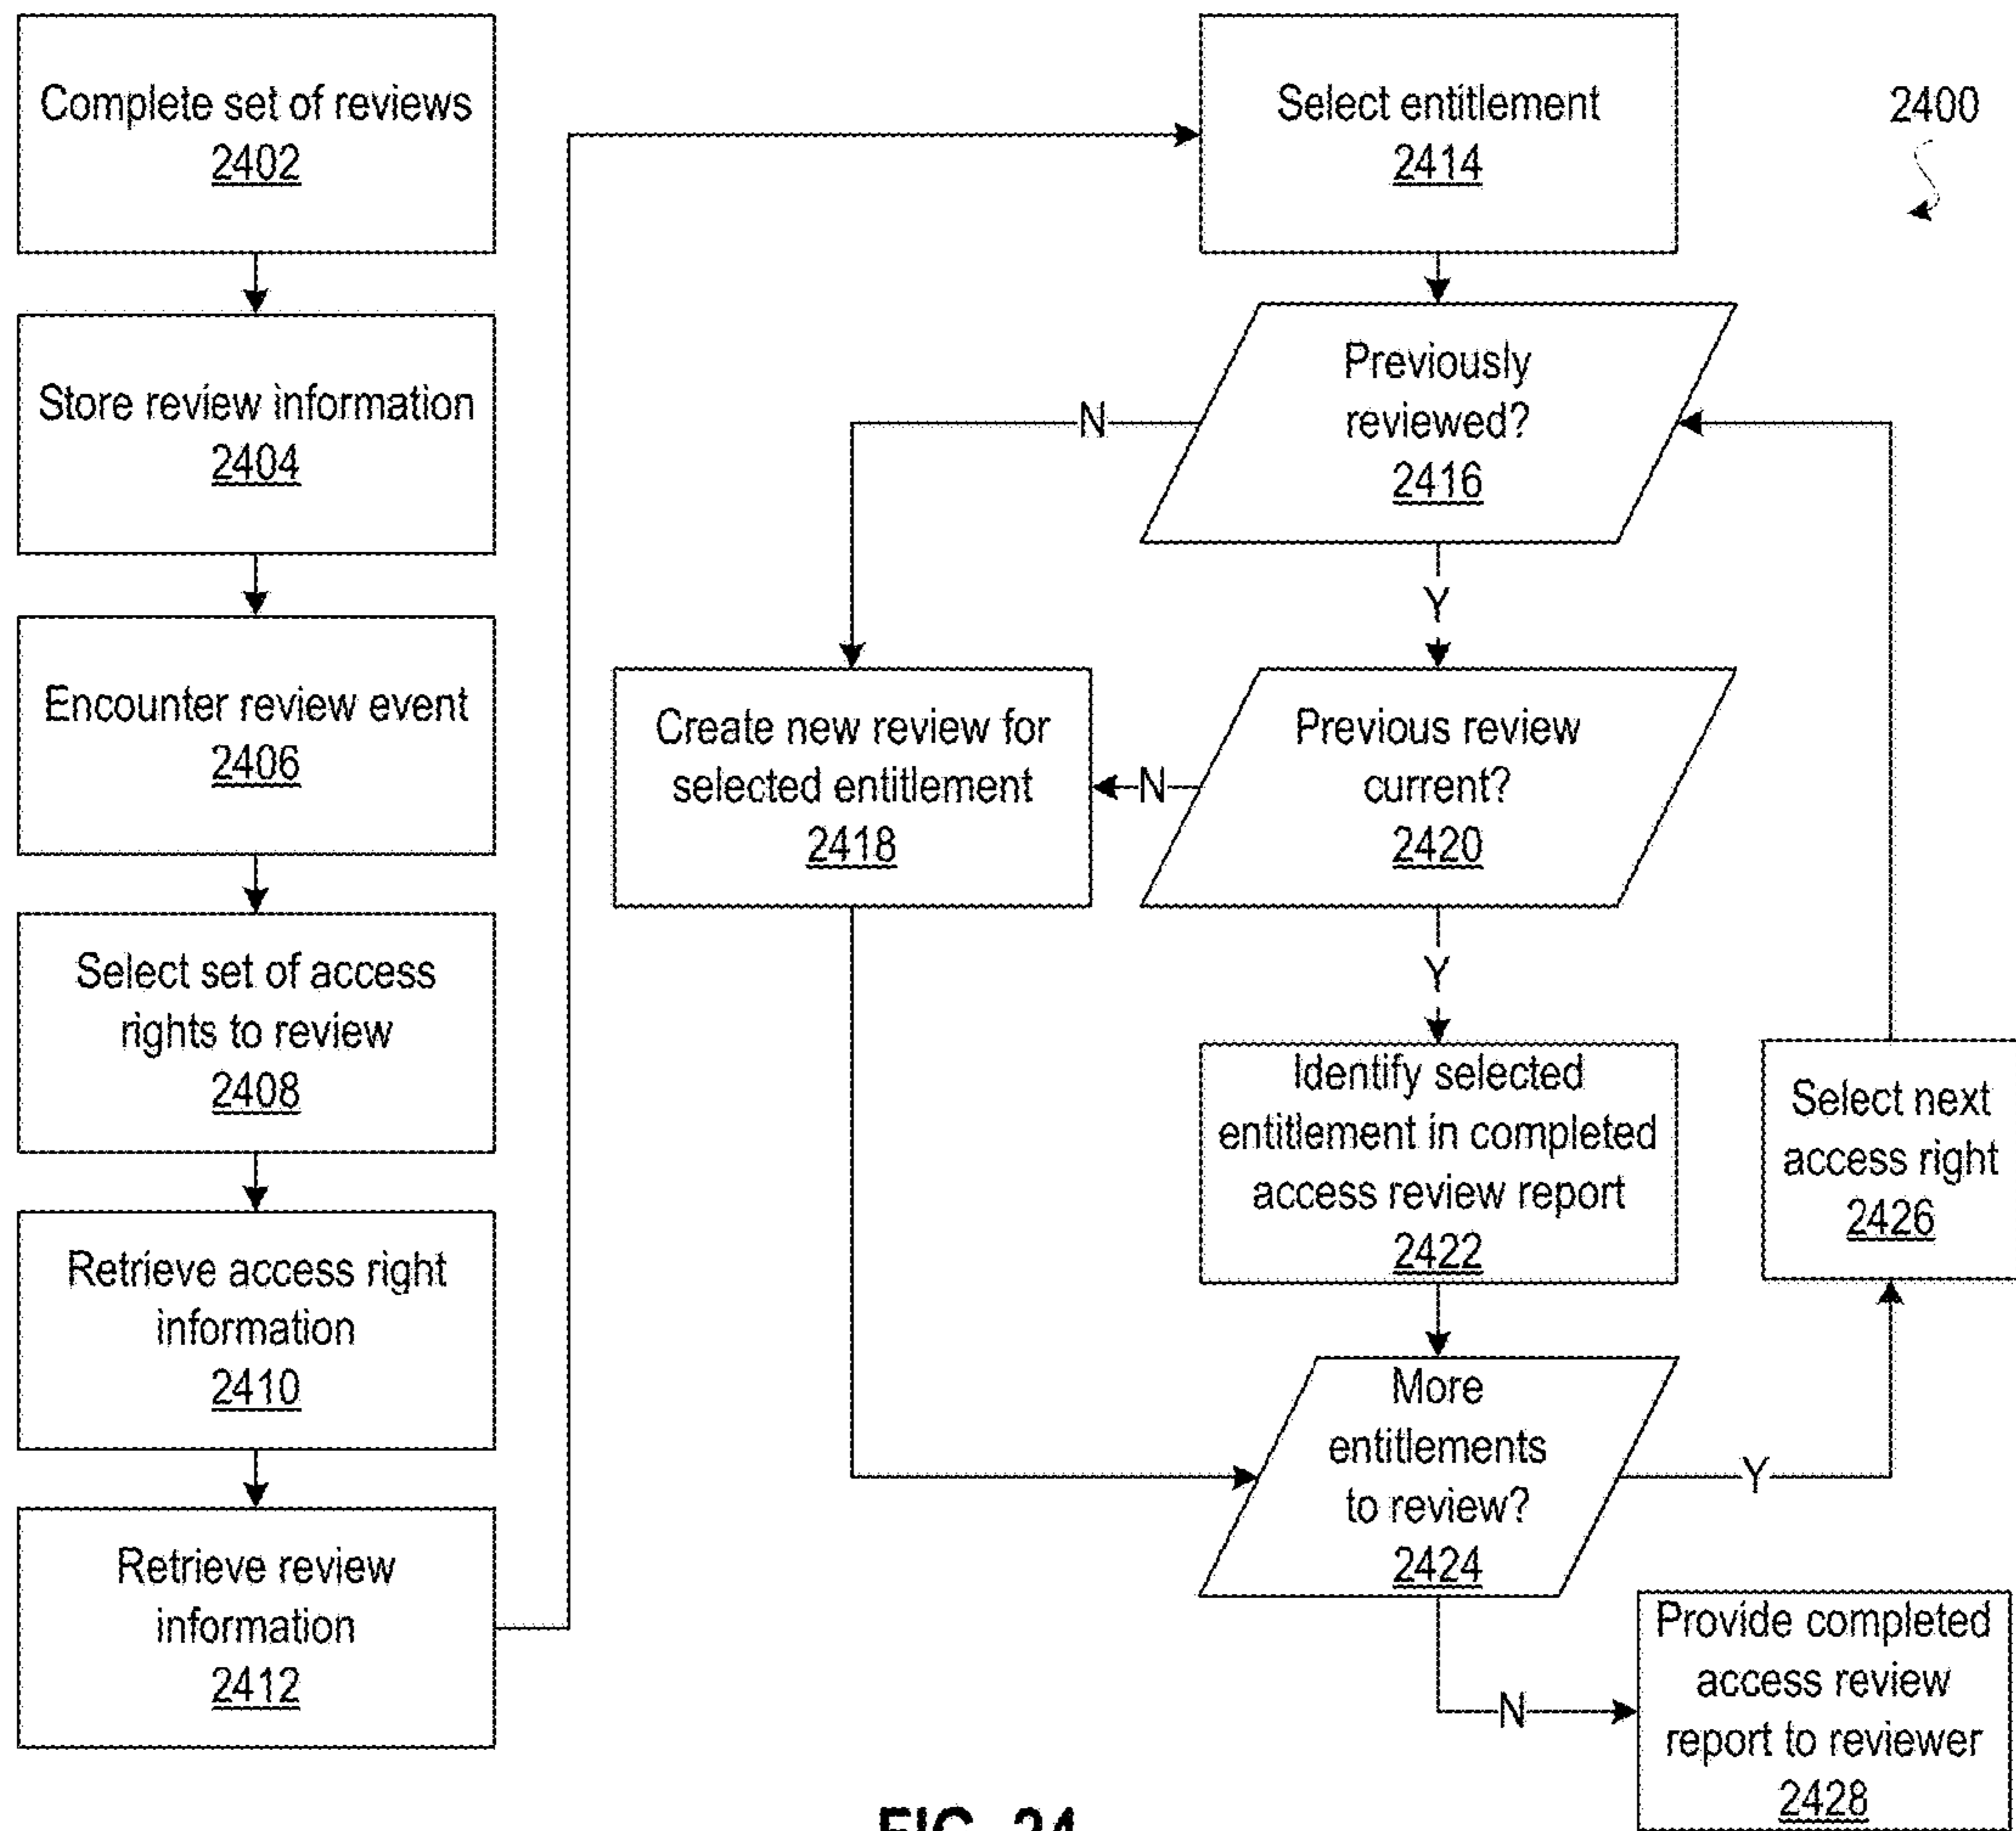 Complete set of reviews
2402
Store review information
2404
Encounter review event
2406
Select set of access
rights to review
2408
Retrieve access right
information
2410
Retrieve review
information
2412
Select entitlement
2414
2400
Previously
reviewed?
2416
N
Y
Create new review for
selected entitlement
2418
N
Previous review
current?
2420
Y
Identify selected
entitlement in completed
access review report
2422
Select next
access right
2426
More
entitlements
to review?
2424
Y
N
Provide completed
access review
report to reviewer
2428
FIG. 24